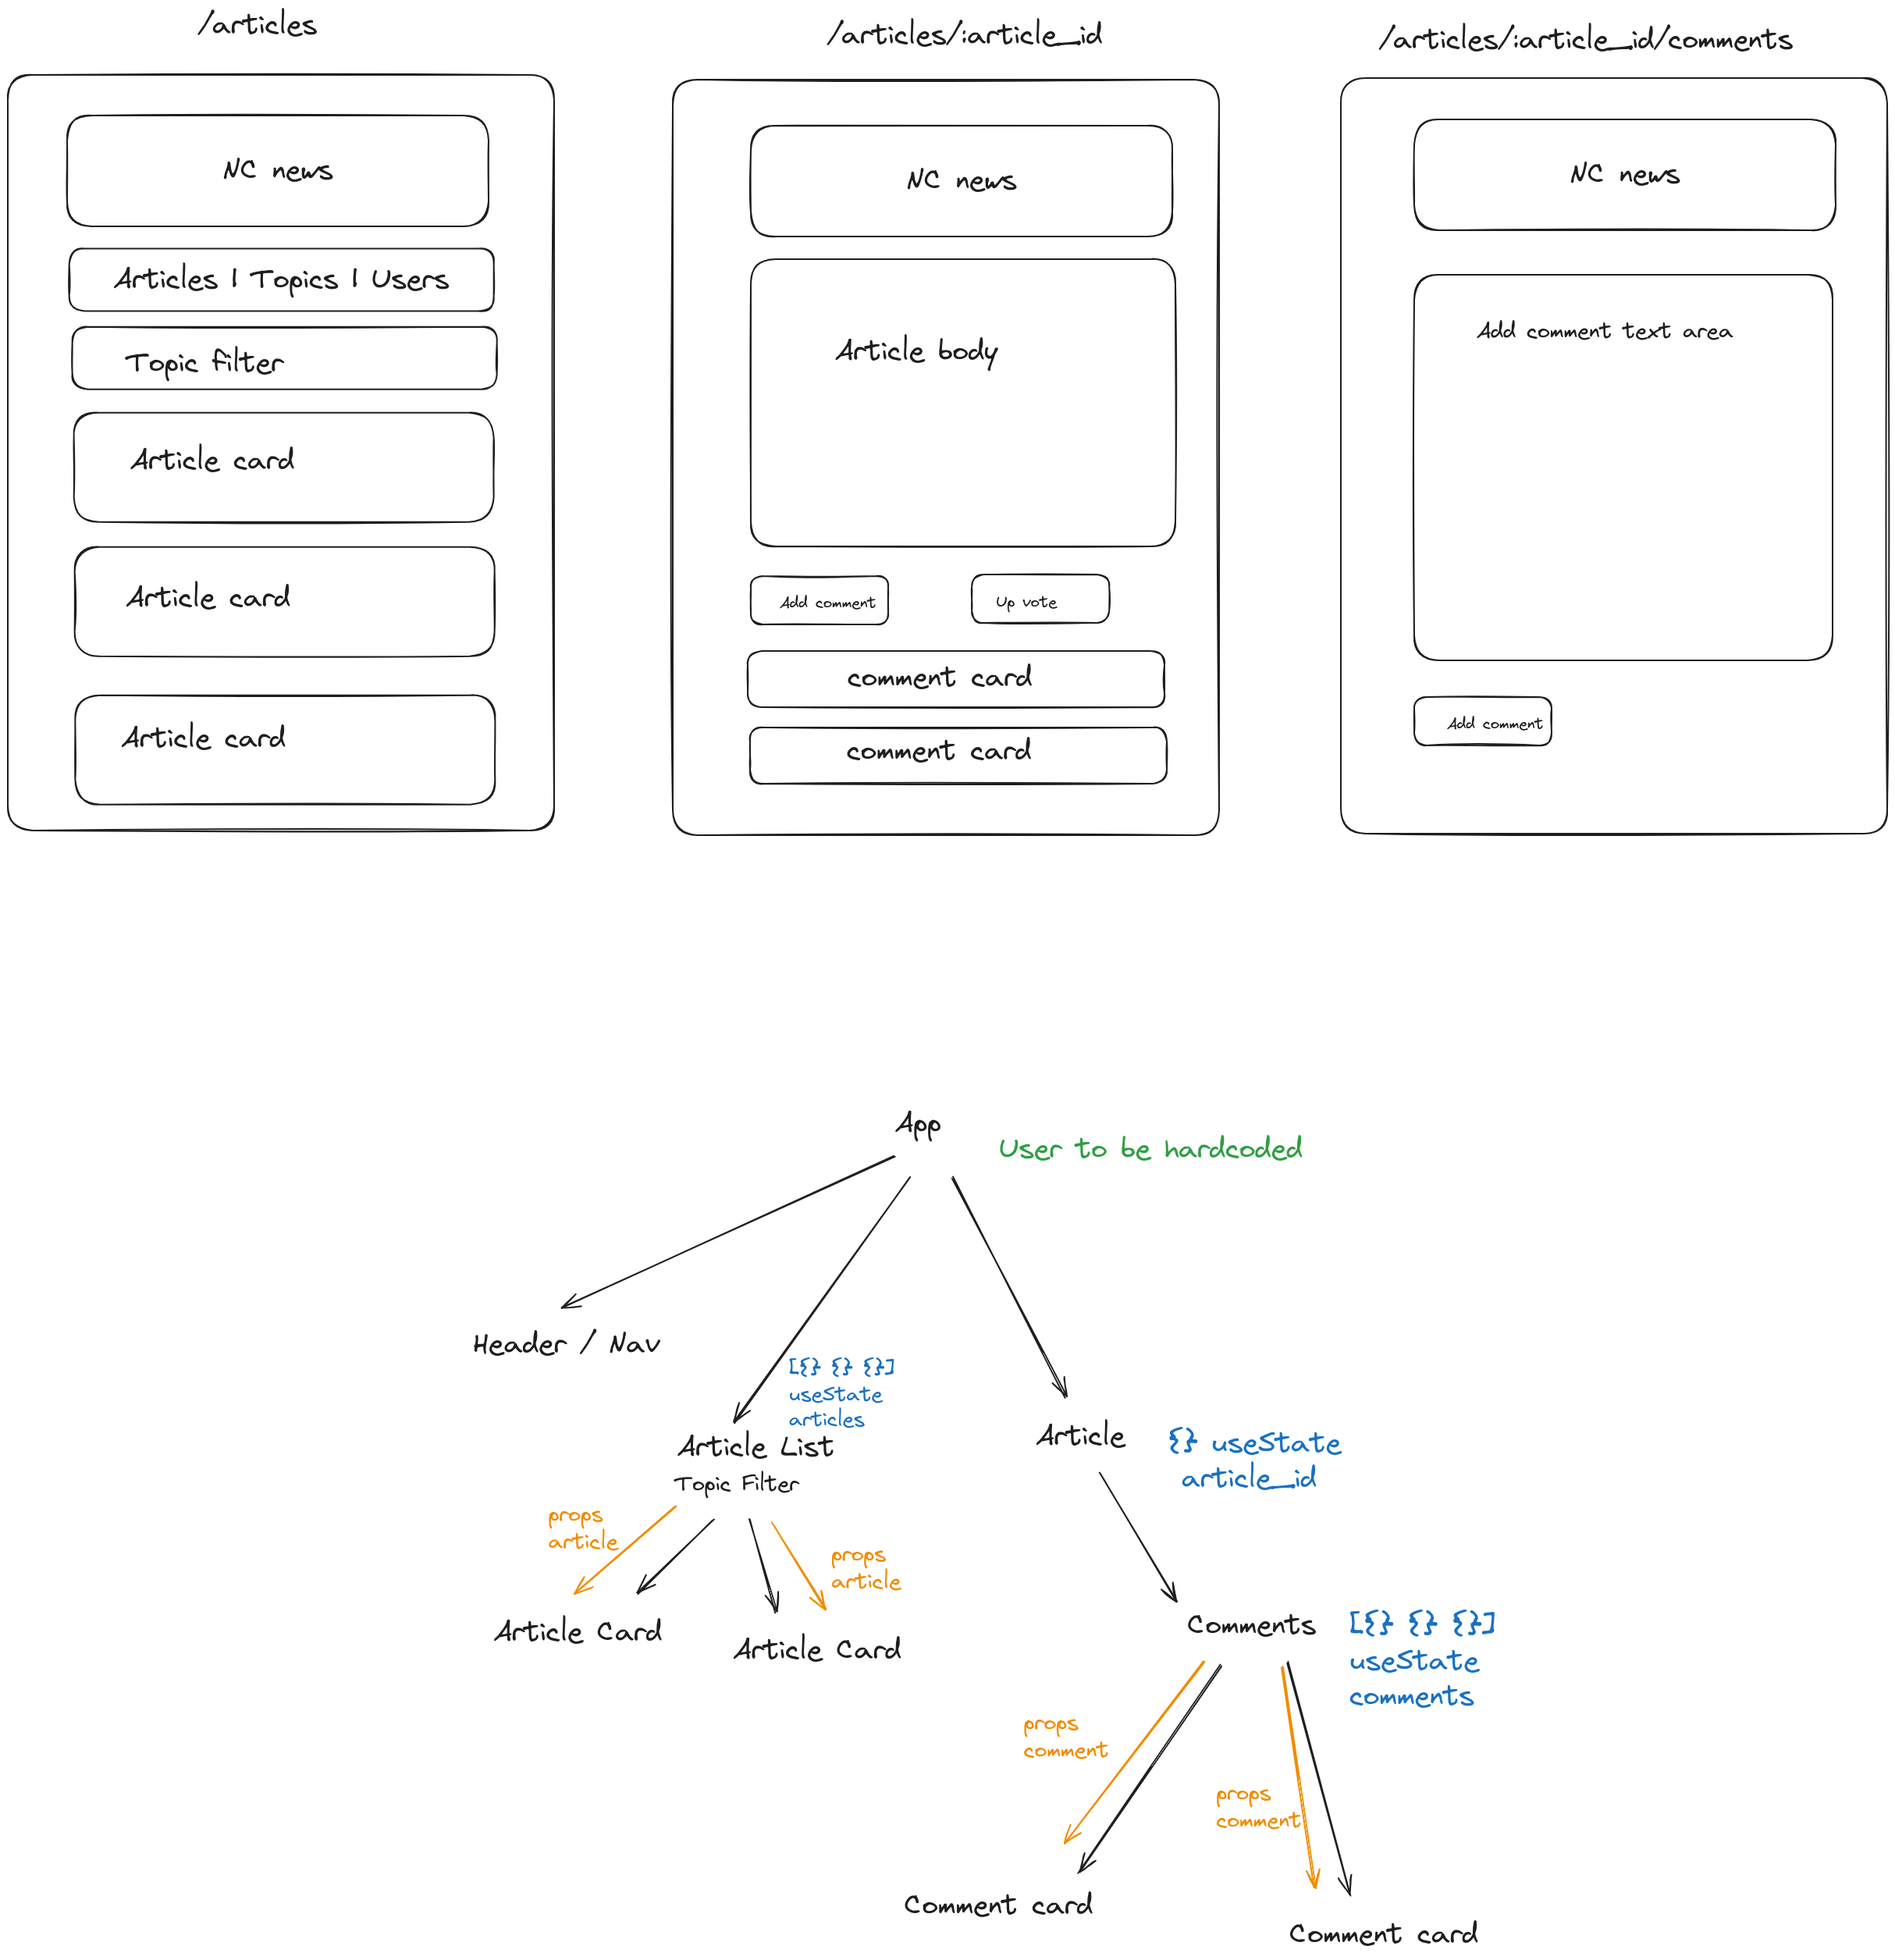 /articles
NC news
Articles | Topics | Users
Topic filter
Article card
Article card
Article card
/articles/:article_id
NC news
Article body
Add comment
Up vote
comment card
comment card
/articles/:article_id/comments
NC news
Add comment text area
Add comment
App
User to be hardcoded
Header / Nav
[{} {} {}]
useState
articles
Article List
Topic Filter
props
article
props
article
Article Card
Article Card
Article
{} useState
article_id
Comments
[{} {} {}]
useState
comments
props
comment
props
comment
Comment card
Comment card